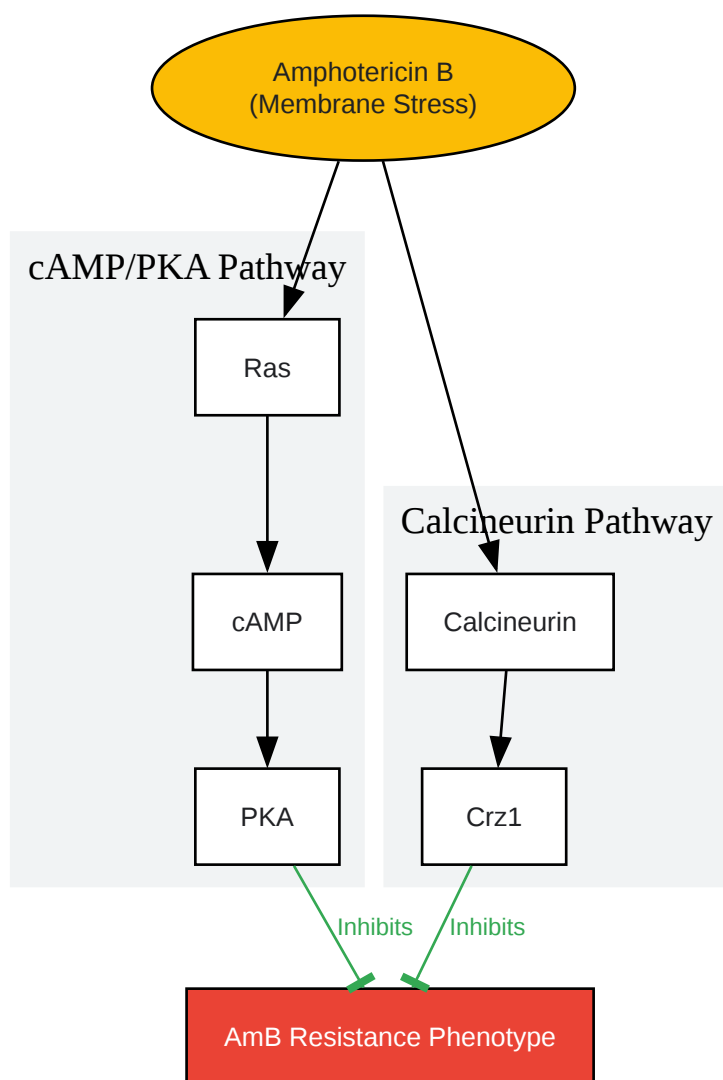 Amphotericin B
(Membrane Stress)
cAMP/PKA Pathway
Ras
Calcineurin Pathway
cAMP
Calcineurin
PKA
Crz1
Inhibits
Inhibits
AmB Resistance Phenotype